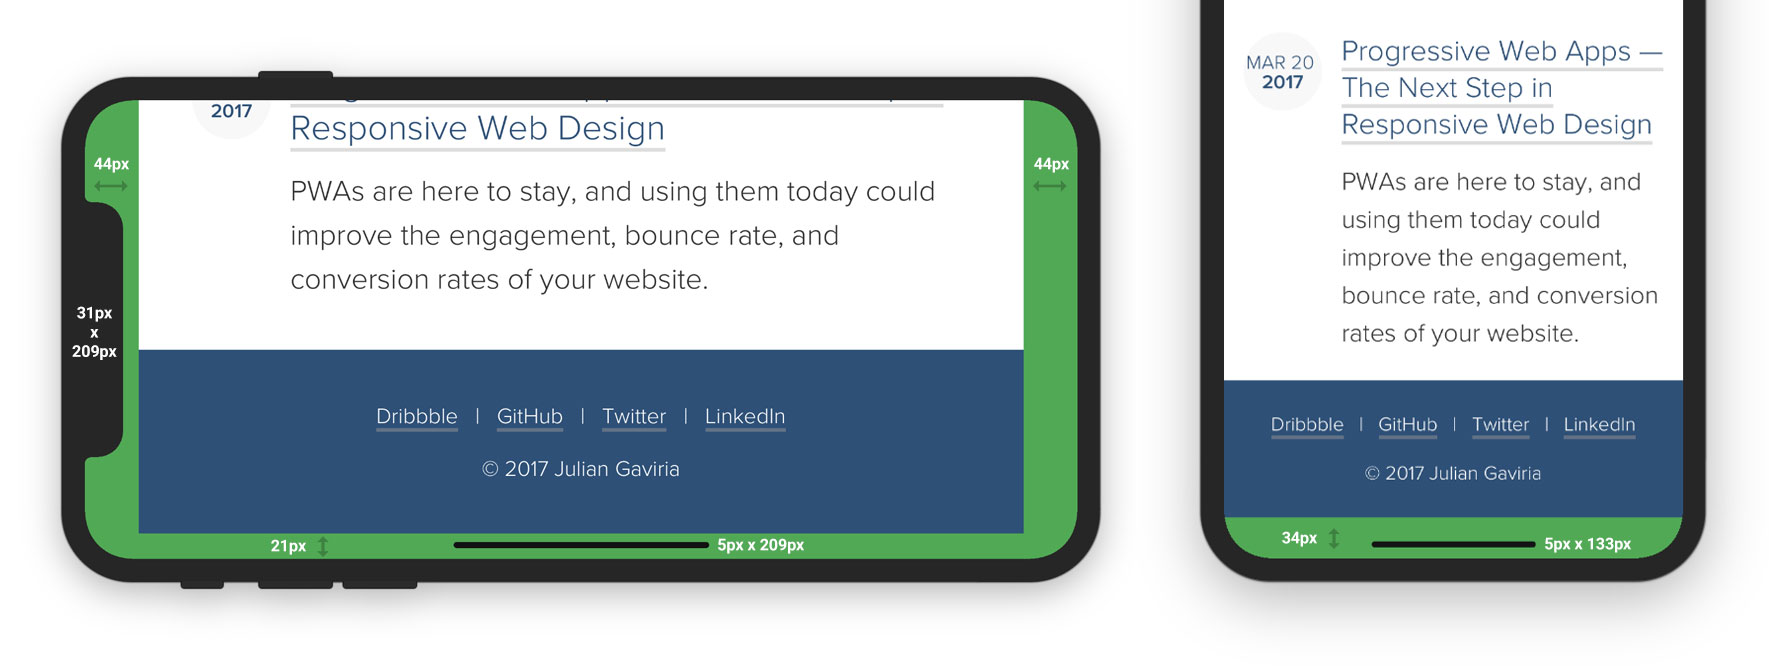 2017
Responsive Web Design
44px
44px
PWAs are here to stay, and using them today could
improve the engagement, bounce rate, and
conversion rates of your website.
31px
x
209px
Dribbble | GitHub | Twitter | LinkedIn
© 2017 Julian Gaviria
21px
5px x 209px
MAR 20
2017
Progressive Web Apps —
The Next Step in
Responsive Web Design
PWAs are here to stay, and
using them today could
improve the engagement,
bounce rate, and conversion
rates of your website.
Dribbble | GitHub | Twitter | LinkedIn
© 2017 Julian Gaviria
34px
5px x 133px